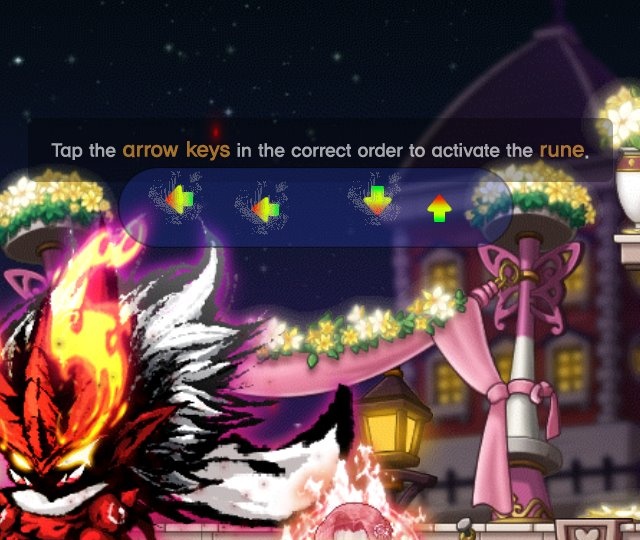 Tap the arrow keys in the correct order to activate the rune.